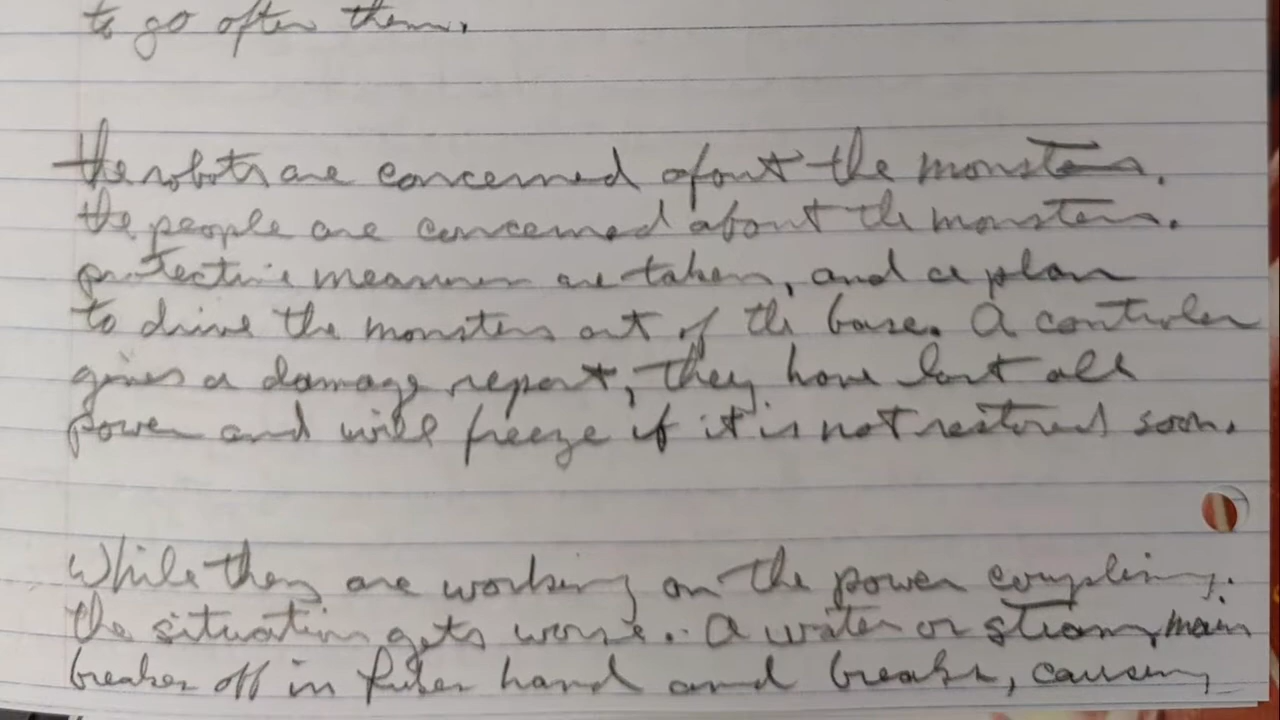 to go after them.
the robots are concerned about the monsters.
the people are concerned about the monsters.
protective measures are taken, and a plan
to drive the monsters out of the base. A controler
gives a damage report, they have lost all
power and will freeze if it is not restored soon.
While they are working on the power coupling.
the situation gets worse. A water or steam main
breakes off in hand and breaks, causing